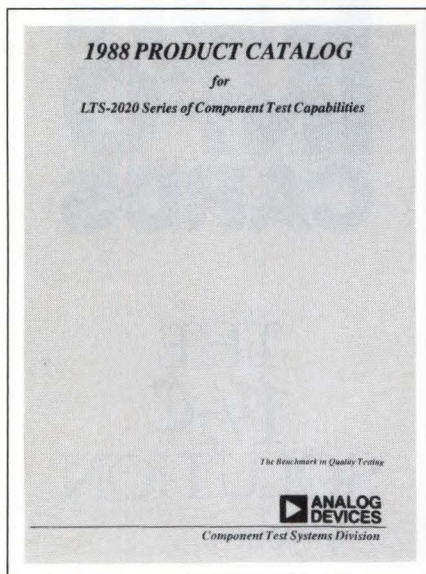 1988 PRODUCT CATALOG
for
LTS-2020 Series of Component Test Capabilities
The Benchmark in Quality Testing
ANALOG
DEVICES
Component Test Systems Division